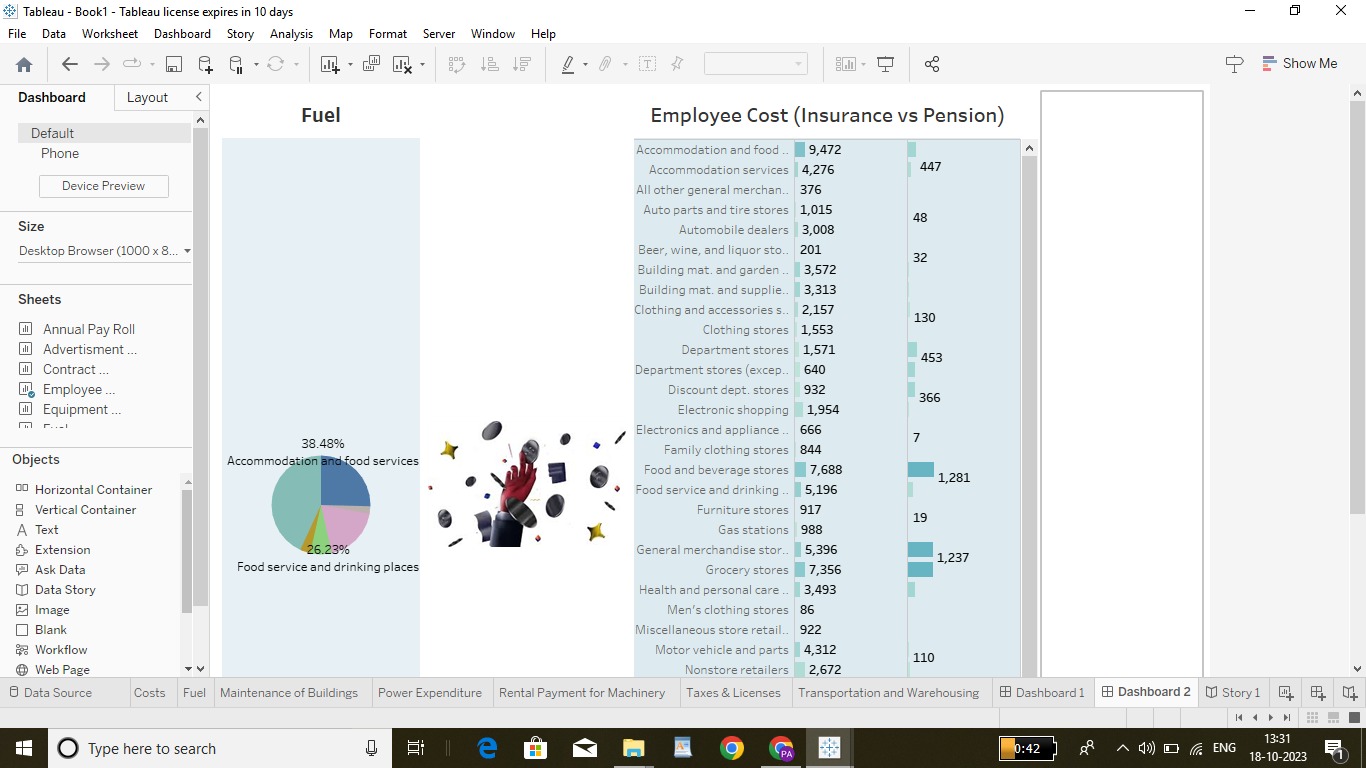 Tableau - Book1 - Tableau license expires in 10 days
File Data Worksheet Dashboard Story Analysis Map Format Server Window Help
Show Me
Dashboard Layout
Default
Phone
Device Preview
Size
Desktop Browser (1000 x 8...
Sheets
Annual Pay Roll
Advertisment ...
Contract ...
Employee ...
Equipment ...
Objects
Horizontal Container
Vertical Container
Text
Extension
Ask Data
Data Story
Image
Blank
Workflow
Web Page
Fuel
38.48%
Accommodation and food services
26.23%
Food service and drinking places
Employee Cost (Insurance vs Pension)
Accommodation and food .. 9,472
447
Accommodation services 4,276
All other general merchan.. 376
Auto parts and tire stores 1,015
48
Automobile dealers 3,008
Beer, wine, and liquor sto.. 201
32
Building mat. and garden .. 3,572
Building mat. and supplie.. 3,313
Clothing and accessories s.. 2,157
130
Clothing stores 1,553
Department stores 1,571
453
Department stores (excep.. 640
Discount dept. stores 932
366
Electronic shopping 1,954
Electronics and appliance .. 666
7
Family clothing stores 844
Food and beverage stores 7,688
1,281
Food service and drinking .. 5,196
Furniture stores 917
19
Gas stations 988
General merchandise stor.. 5,396
1,237
Grocery stores 7,356
Health and personal care .. 3,493
Men's clothing stores 86
Miscellaneous store retail.. 922
Motor vehicle and parts 4,312
110
Nonstore retailers 2,672
Data Source Costs Fuel Maintenance of Buildings Power Expenditure Rental Payment for Machinery Taxes & Licenses Transportation and Warehousing Dashboard 1 Dashboard 2 Story 1
Type here to search
PA
0:42
ENG
13:31
18-10-2023
1